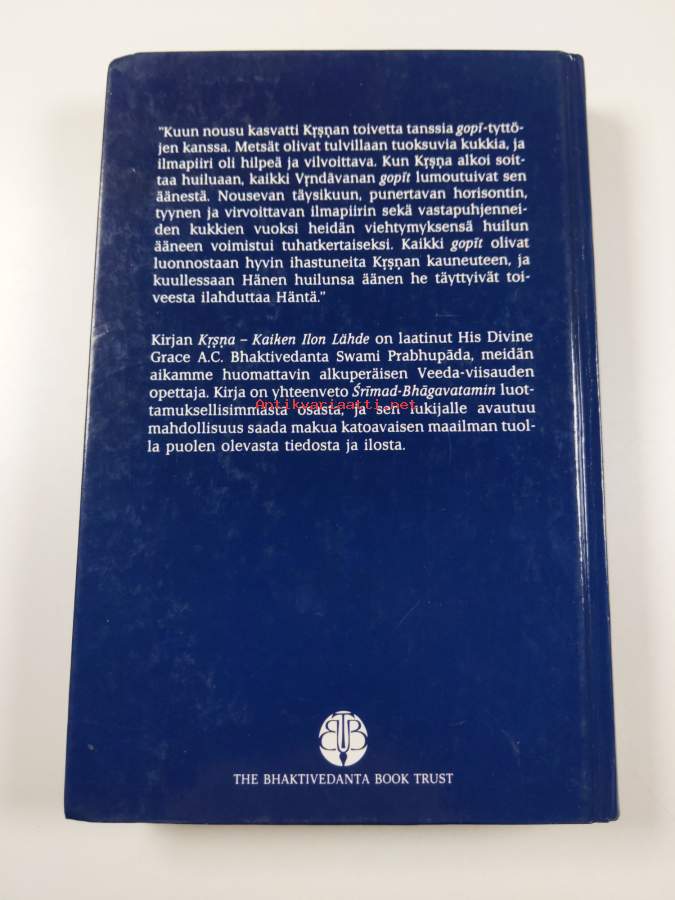 "Kuun nousu kasvatti Kṛṣṇan toivetta tanssia gopī-tyttö-
jen kanssa. Metsät olivat tulvillaan tuoksuvia kukkia, ja
ilmapiiri oli hilpeä ja vilvoittava. Kun Kṛṣṇa alkoi soit-
taa huiluaan, kaikki Vṛndāvanan gopīt lumoutuivat sen
äänestä. Nousevan täysikuun, punertavan horisontin,
tyynen ja virvoittavan ilmapiirin sekä vastapuhjennei-
den kukkien vuoksi heidän viehtymyksensä huilun
ääneen voimistui tuhatkertaiseksi. Kaikki gopīt olivat
luonnostaan hyvin ihastuneita Kṛṣṇan kauneuteen, ja
kuullessaan Hänen huilunsa äänen he täyttyivät toi-
veesta ilahduttaa Häntä."
Kirjan Kṛṣṇa – Kaiken Ilon Lähde on laatinut His Divine
Grace A.C. Bhaktivedanta Swami Prabhupāda, meidän
aikamme huomattavin alkuperäisen Veeda-viisauden
opettaja. Kirja on yhteenveto Śrīmad-Bhāgavatamin luot-
tamuksellisimmista osasta, ja sen lukijalle avautuu
Antikvariaatti.net
mahdollisuus saada makua katoavaisen maailman tuol-
la puolen olevasta tiedosta ja ilosta.
BBT
THE BHAKTIVEDANTA BOOK TRUST